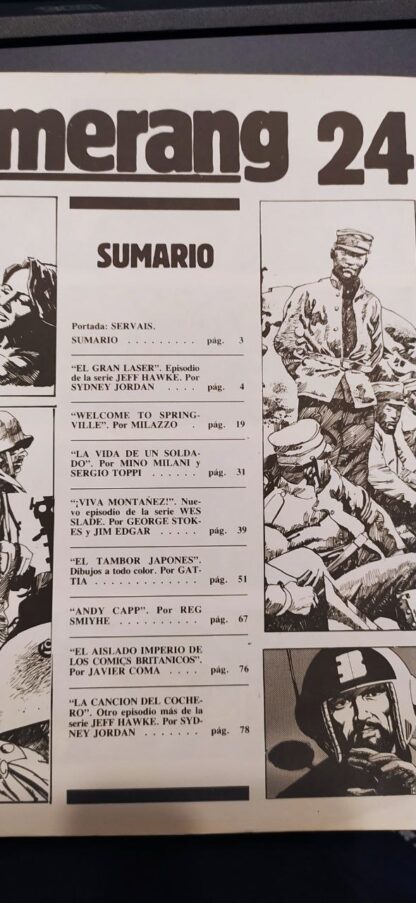 merang 24
SUMARIO
Portada: SERVAIS.
SUMARIO . . . . . . . . . pág. 3
“EL GRAN LASER”. Episodio
de la serie JEFF HAWKE. Por
SYDNEY JORDAN . . . . pág. 4
“WELCOME TO SPRING-
VILLE”. Por MILAZZO . pág. 19
“LA VIDA DE UN SOLDA-
DO”. Por MINO MILANI y
SERGIO TOPPI . . . . . . pág. 31
“¡VIVA MONTAÑEZ!”. Nue-
vo episodio de la serie WES
SLADE. Por GEORGE STOK-
ES y JIM EDGAR . . . . . pág. 39
“EL TAMBOR JAPONES”.
Dibujos a todo color. Por GAT-
TIA . . . . . . . . . . . . . pág. 51
“ANDY CAPP”. Por REG
SMIYHE . . . . . . . . . . pág. 67
“EL AISLADO IMPERIO DE
LOS COMICS BRITANICOS”.
Por JAVIER COMA . . . . pág. 76
“LA CANCION DEL COCHE-
RO”. Otro episodio más de la
serie JEFF HAWKE. Por SYD-
NEY JORDAN . . . . . . . pág. 78